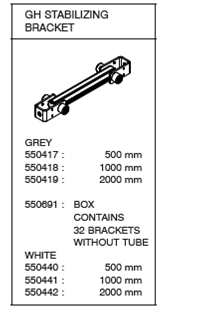 GH STABILIZING
BRACKET
GREY
550417 : 500 mm
550418 : 1000 mm
550419 : 2000 mm
550691 : BOX
CONTAINS
32 BRACKETS
WITHOUT TUBE
WHITE
550440 : 500 mm
550441 : 1000 mm
550442 : 2000 mm